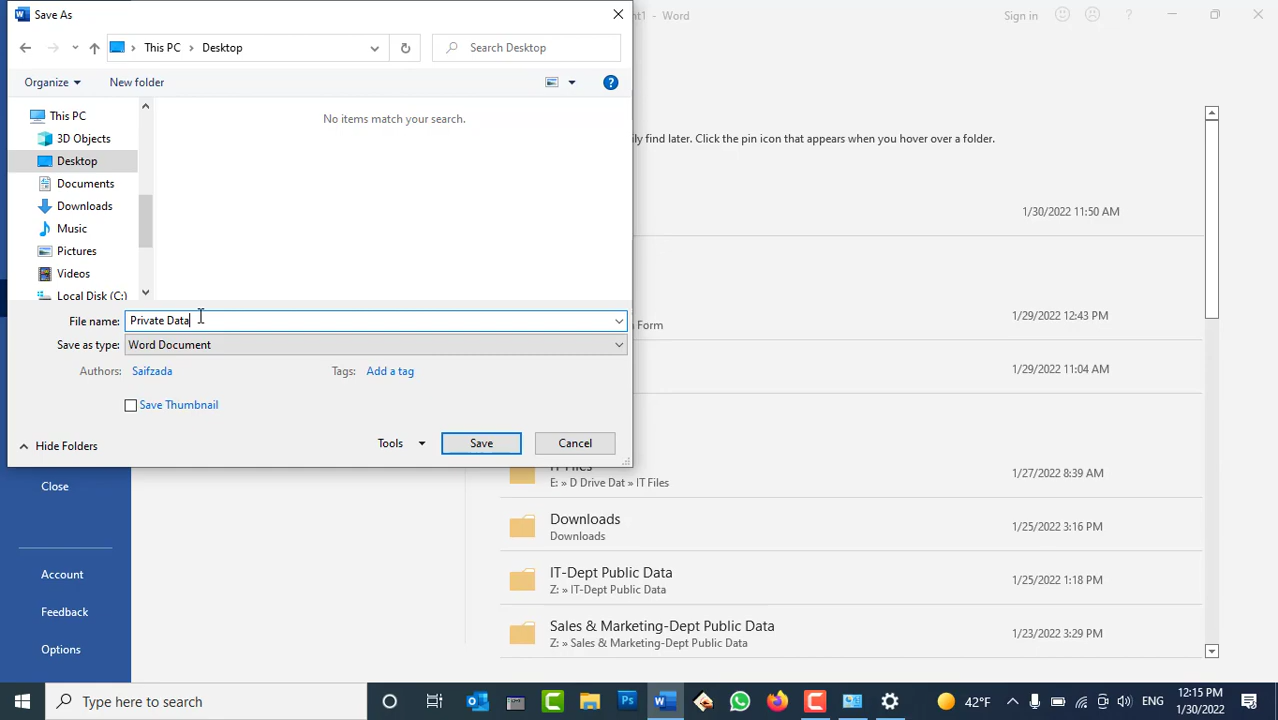 Save As
nt1 - Word
Sign in
This PC
Desktop
Search Desktop
Organize
New folder
This PC
3D Objects
Desktop
Documents
Downloads
Music
Pictures
Videos
Local Disk (C:)
No items match your search.
ily find later. Click the pin icon that appears when you hover over a folder.
1/30/2022 11:50 AM
File name:
Private Data
n Form
1/29/2022 12:43 PM
Save as type:
Word Document
Authors:
Saifzada
Tags:
Add a tag
1/29/2022 11:04 AM
Save Thumbnail
Hide Folders
Tools
Save
Cancel
IT Files
E: » D Drive Dat » IT Files
1/27/2022 8:39 AM
Close
Downloads
Downloads
1/25/2022 3:16 PM
Account
IT-Dept Public Data
Z: » IT-Dept Public Data
1/25/2022 1:18 PM
Feedback
Sales & Marketing-Dept Public Data
Z: » Sales & Marketing-Dept Public Data
1/23/2022 3:29 PM
Options
Type here to search
42°F
ENG
12:15 PM
1/30/2022